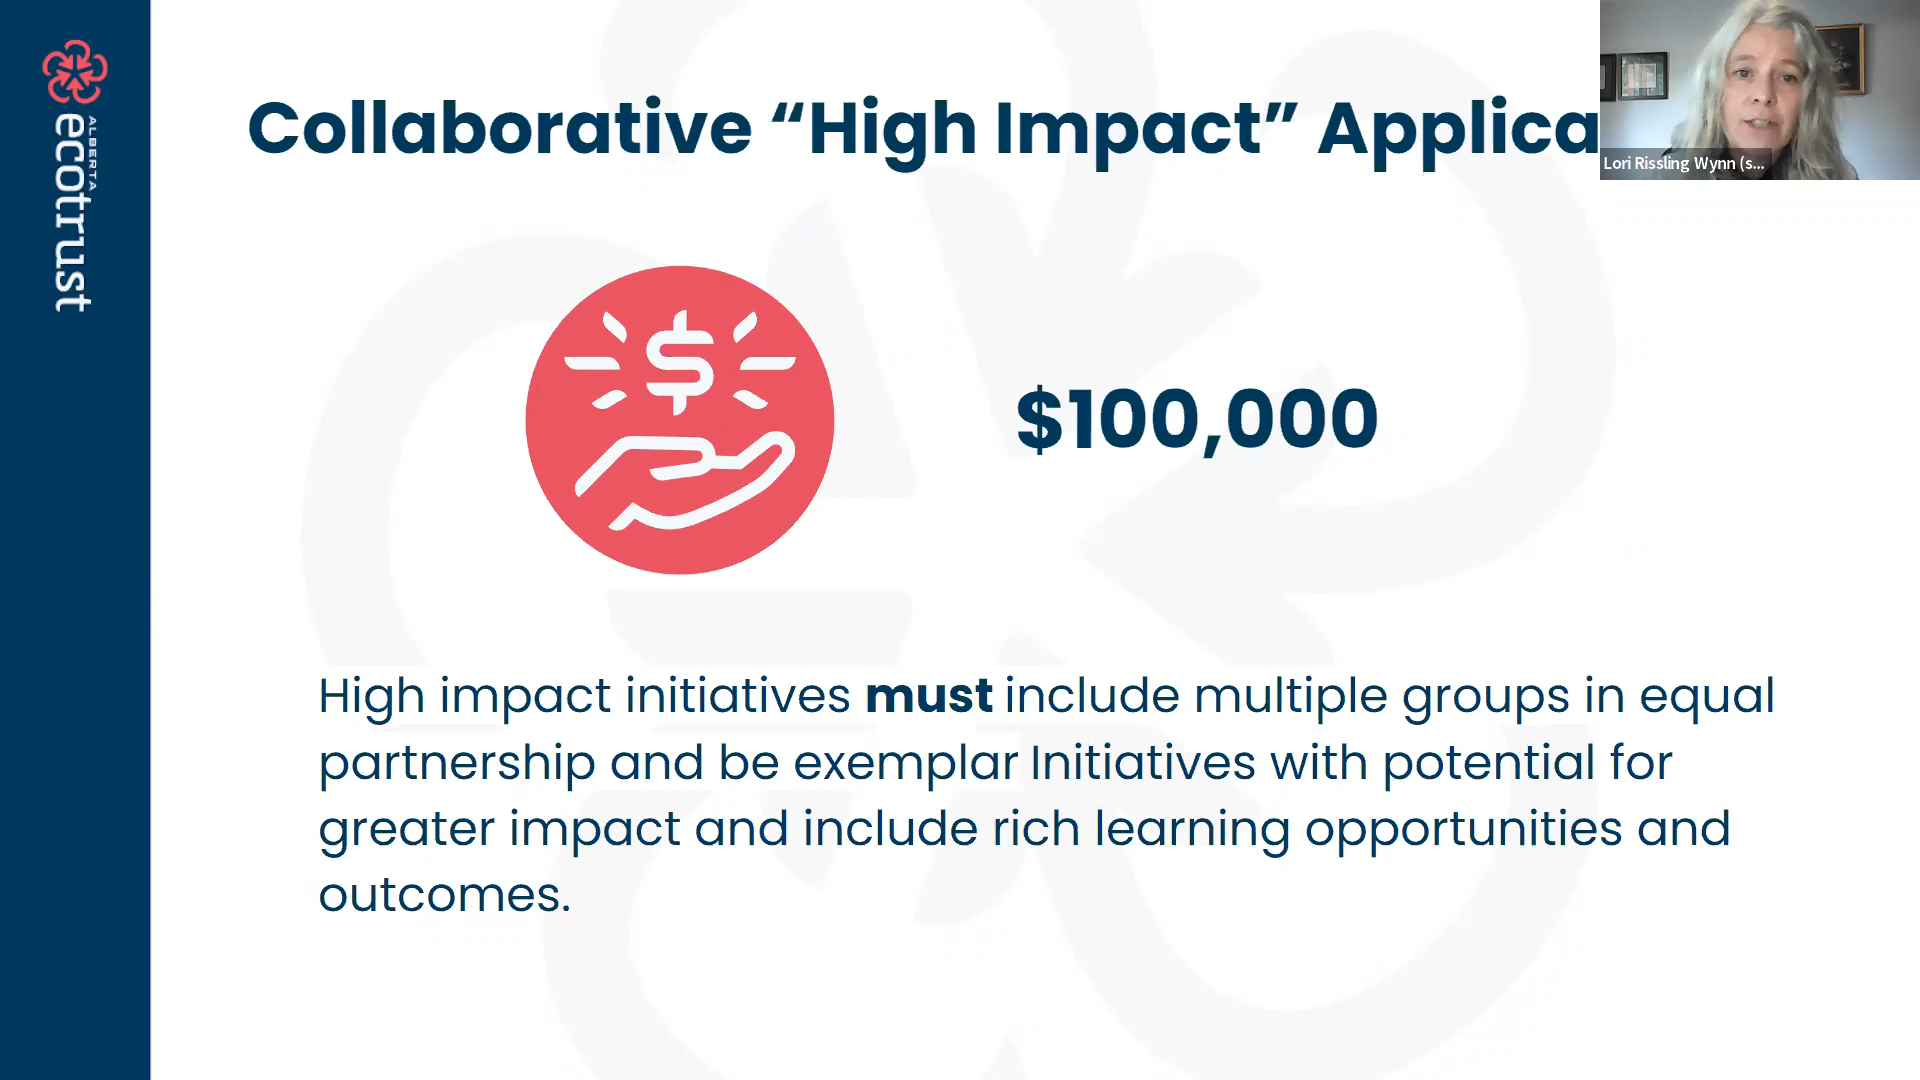 ALBERTA
ecotrust
Collaborative “High Impact” Applica
Lori Rissling Wynn (s...
$100,000
High impact initiatives must include multiple groups in equal
partnership and be exemplar Initiatives with potential for
greater impact and include rich learning opportunities and
outcomes.